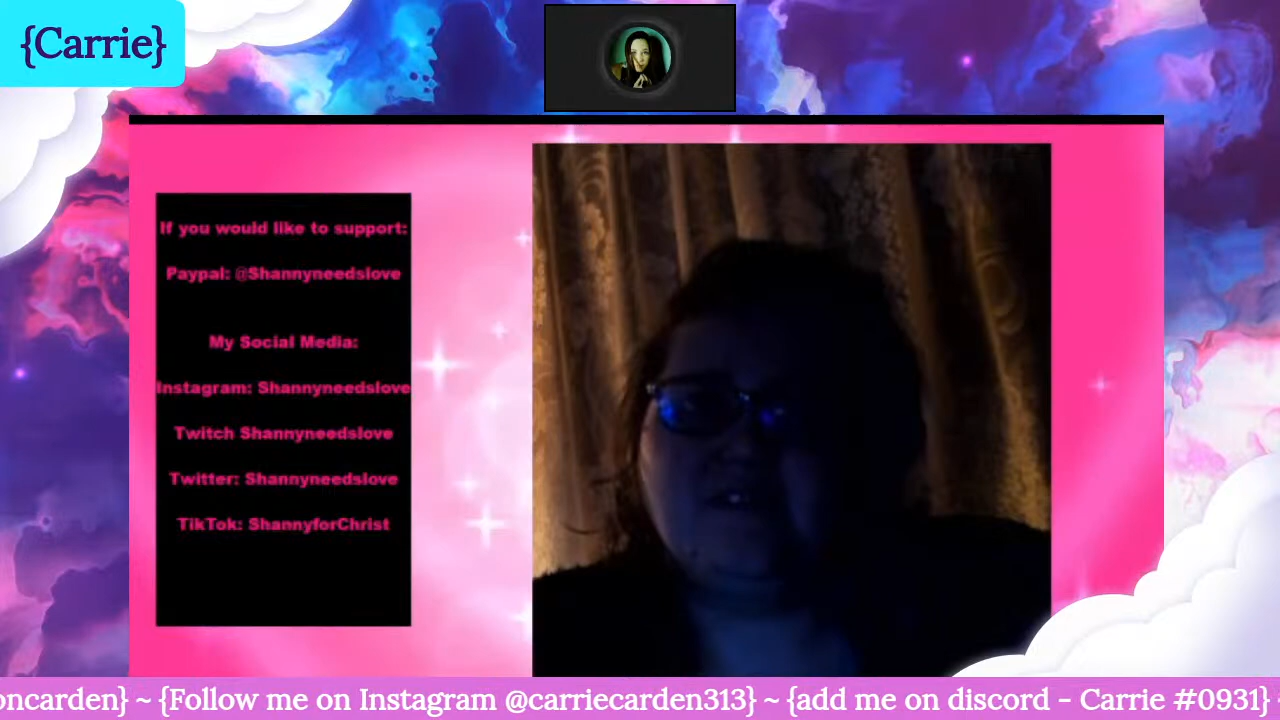 {Carrie}
If you would like to support:
Paypal: @Shannyneedslove
My Social Media:
Instagram: Shannyneedslove
Twitch Shannyneedslove
Twitter: Shannyneedslove
TikTok: ShannyforChrist
oncarden} ~ {Follow me on Instagram @carriecarden313} ~ {add me on discord - Carrie #0931}